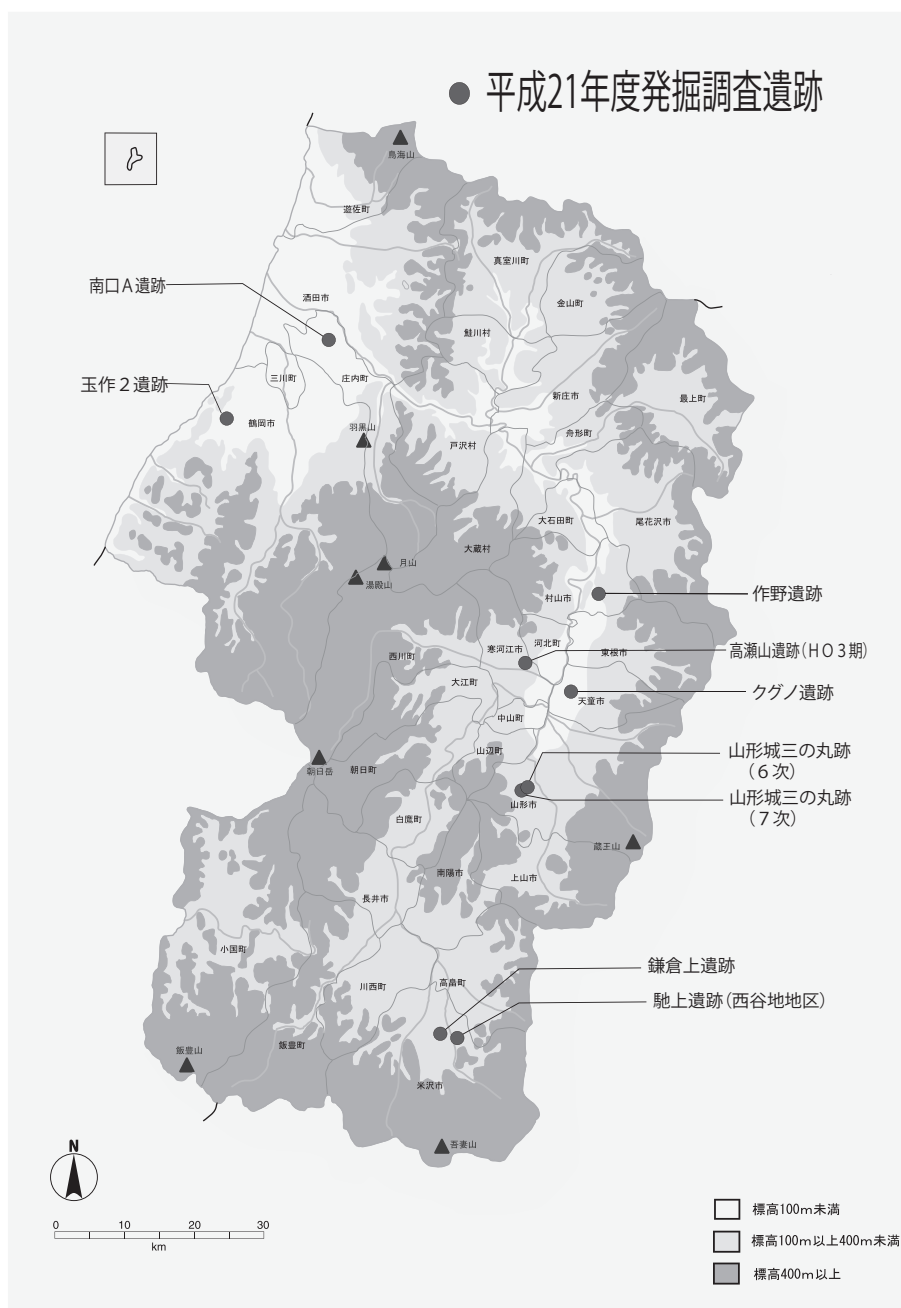 平成21年度発掘調査遺跡
鳥海山
遊佐町
真室川町
南口A遺跡
酒田市
金山町
鮭川村
玉作２遺跡
三川町
庄内町
新庄市
最上町
鶴岡市
羽黒山
戸沢村
舟形町
大石田町
尾花沢市
大蔵村
月山
湯殿山
村山市
作野遺跡
西川町
寒河江市
河北町
東根市
高瀬山遺跡(ＨＯ３期)
大江町
クグノ遺跡
中山町
天童市
山辺町
山形城三の丸跡
（６次）
朝日岳
朝日町
山形城三の丸跡
（７次）
山形市
白鷹町
蔵王山
南陽市
上山市
長井市
小国町
鎌倉上遺跡
川西町
高畠町
馳上遺跡(西谷地地区)
飯豊山
飯豊町
米沢市
吾妻山
N
0 10 20 30
km
標高100ｍ未満
標高100ｍ以上400ｍ未満
標高400ｍ以上